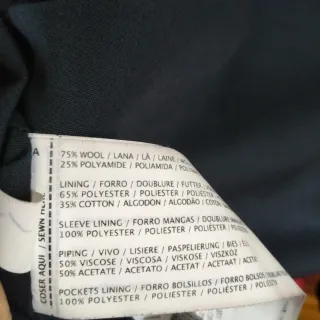 A
75% WOOL / LANA / LÃ / LAINE /
25% POLYAMIDE / POLIAMIDA /
LINING / FORRO / DOUBLURE / FUTTER
65% POLYESTER / POLIESTER / POLIÉSTER /
35% COTTON / ALGODÓN / ALGODÃO / COTON /
SLEEVE LINING / FORRO MANGAS / DOUBLURE
100% POLYESTER / POLIESTER / POLIÉSTER /
PIPING / VIVO / LISIERE / PASPELIERUNG / BIES /
50% VISCOSE / VISCOSA / VISKOSE / VISZKÓZ
50% ACETATE / ACETATO / ACETAT / ACETAAT /
POCKETS LINING / FORRO BOLSILLOS / FORRO BOLSOS
100% POLYESTER / POLIESTER / POLIÉSTER /
COSER AQUI / SEWN HERE